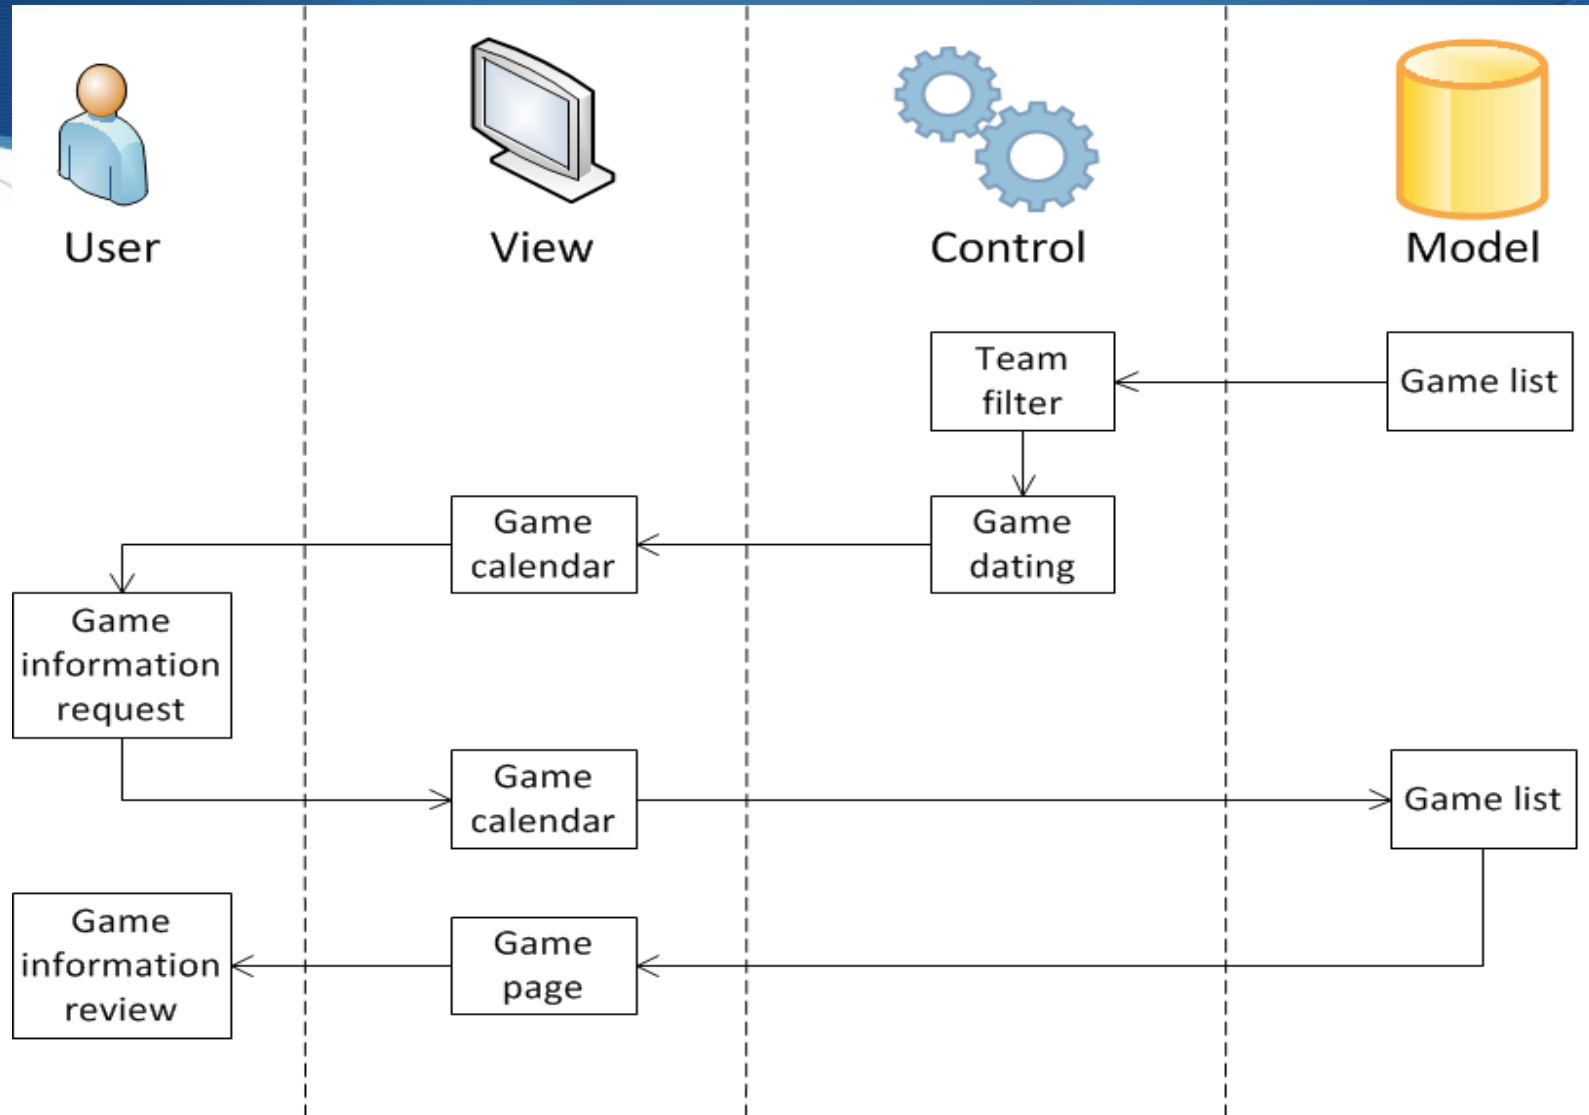 User
View
Control
Model
Team
filter
Game list
Game
calendar
Game
dating
Game
information
request
Game
calendar
Game list
Game
information
review
Game
page